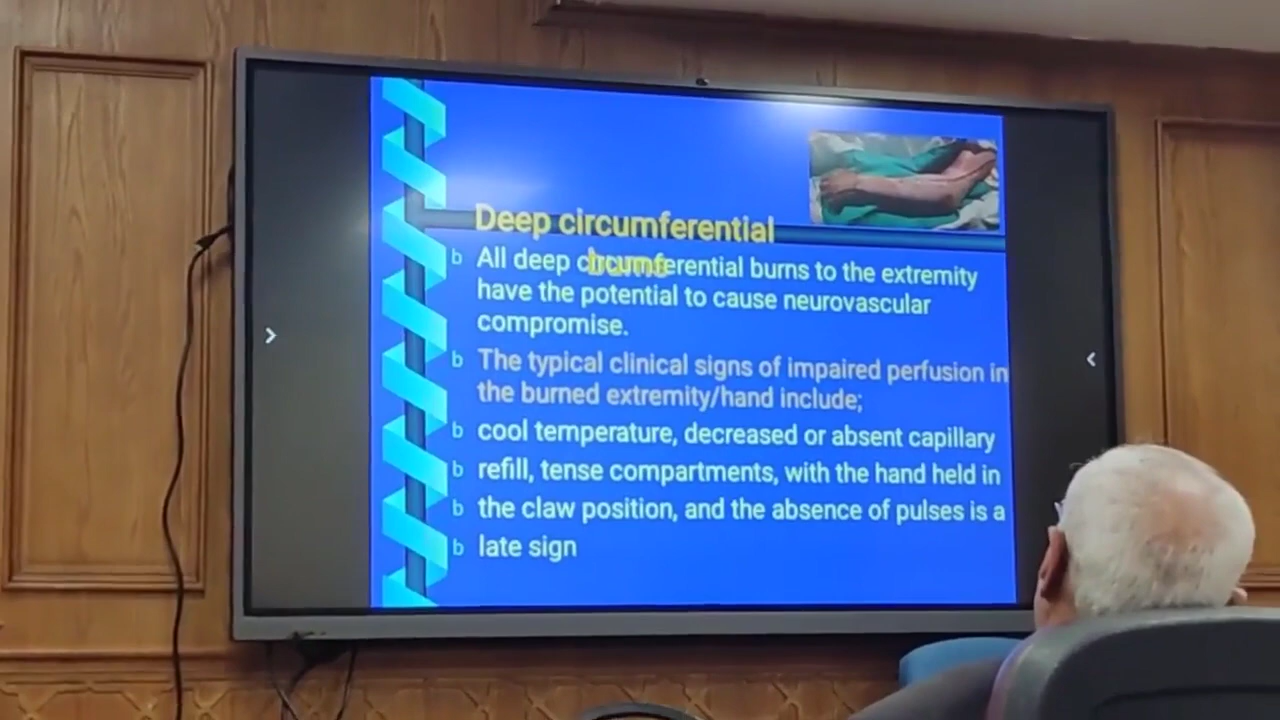 Deep circumferential
burns
b All deep circumferential burns to the extremity
have the potential to cause neurovascular
compromise.
b The typical clinical signs of impaired perfusion in
the burned extremity/hand include;
b cool temperature, decreased or absent capillary
b refill, tense compartments, with the hand held in
b the claw position, and the absence of pulses is a
b late sign